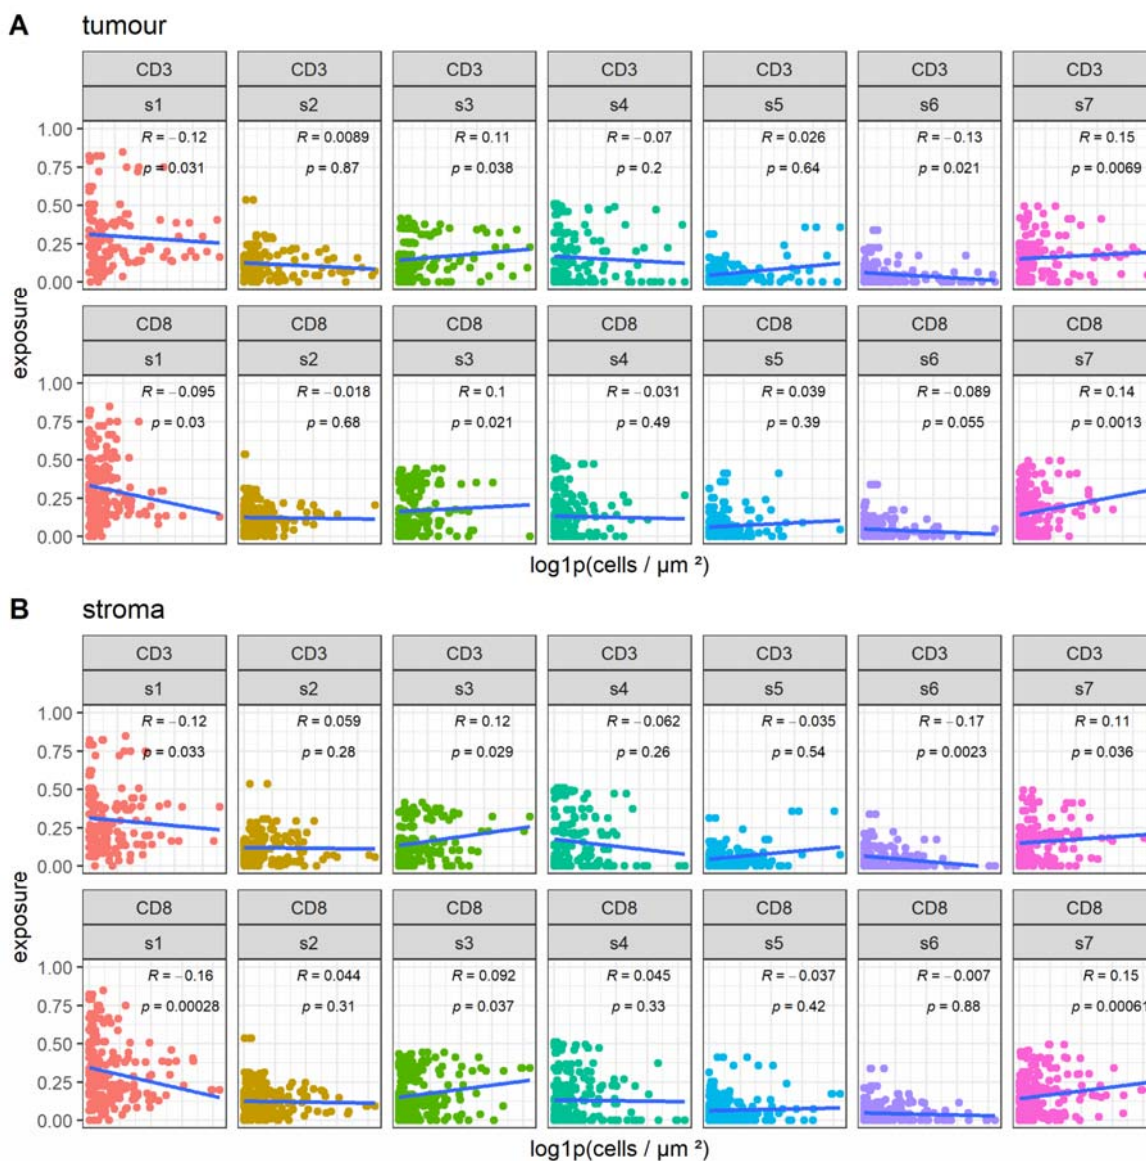 A tumour
CD3 CD3 CD3 CD3 CD3 CD3 CD3
s1 s2 s3 s4 s5 s6 s7
1.00 R = −0.12 R = 0.0089 R = 0.11 R = −0.07 R = 0.026 R = −0.13 R = 0.15
0.75 p = 0.031 p = 0.87 p = 0.038 p = 0.2 p = 0.64 p = 0.021 p = 0.0069
0.50
0.25
0.00
exposure
CD8 CD8 CD8 CD8 CD8 CD8 CD8
s1 s2 s3 s4 s5 s6 s7
1.00 R = −0.095 R = −0.018 R = 0.1 R = −0.031 R = 0.039 R = −0.089 R = 0.14
0.75 p = 0.03 p = 0.68 p = 0.021 p = 0.49 p = 0.39 p = 0.055 p = 0.0013
0.50
0.25
0.00
log1p(cells / µm ²)
B stroma
CD3 CD3 CD3 CD3 CD3 CD3 CD3
s1 s2 s3 s4 s5 s6 s7
1.00 R = −0.12 R = 0.059 R = 0.12 R = −0.062 R = −0.035 R = −0.17 R = 0.11
0.75 p = 0.033 p = 0.28 p = 0.029 p = 0.26 p = 0.54 p = 0.0023 p = 0.036
0.50
0.25
0.00
exposure
CD8 CD8 CD8 CD8 CD8 CD8 CD8
s1 s2 s3 s4 s5 s6 s7
1.00 R = −0.16 R = 0.044 R = 0.092 R = 0.045 R = −0.037 R = −0.007 R = 0.15
0.75 p = 0.00028 p = 0.31 p = 0.037 p = 0.33 p = 0.42 p = 0.88 p = 0.00061
0.50
0.25
0.00
log1p(cells / µm ²)